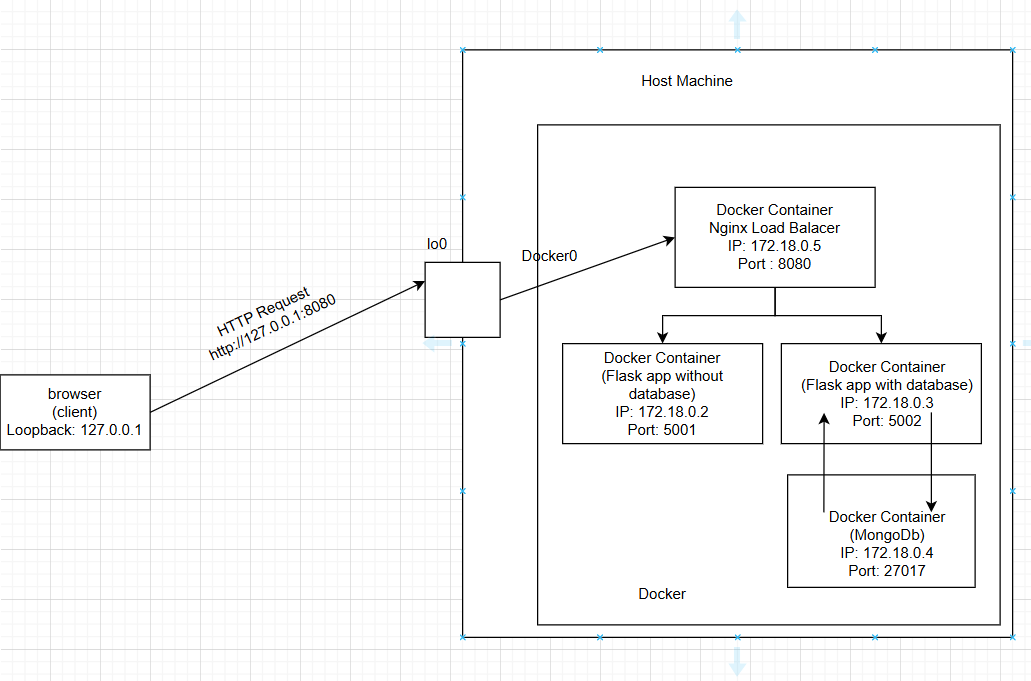 Host Machine
Docker Container
Nginx Load Balacer
IP: 172.18.0.5
Port : 8080
lo0
Docker0
HTTP Request
http://127.0.0.1:8080
browser
(client)
Loopback: 127.0.0.1
Docker Container
(Flask app without
database)
IP: 172.18.0.2
Port: 5001
Docker Container
(Flask app with database)
IP: 172.18.0.3
Port: 5002
Docker Container
(MongoDb)
IP: 172.18.0.4
Port: 27017
Docker